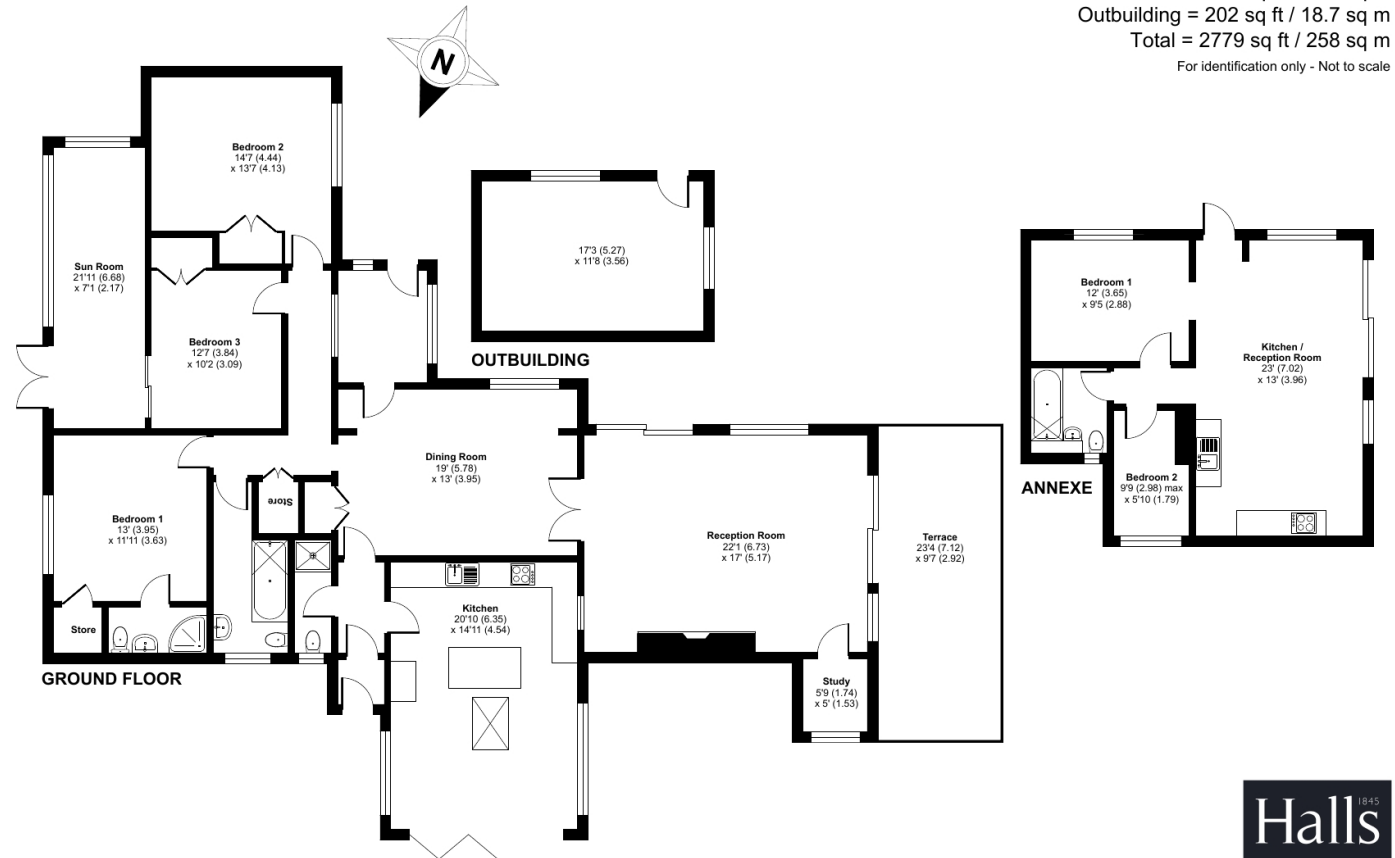 Outbuilding = 202 sq ft / 18.7 sq m
Total = 2779 sq ft / 258 sq m
For identification only - Not to scale
N
Bedroom 2
14'7 (4.44)
x 13'7 (4.13)
Sun Room
21'11 (6.68)
x 7'1 (2.17)
Bedroom 3
12'7 (3.84)
x 10'2 (3.09)
17'3 (5.27)
x 11'8 (3.56)
OUTBUILDING
Bedroom 1
12' (3.65)
x 9'5 (2.88)
Kitchen /
Reception Room
23' (7.02)
x 13' (3.96)
Bedroom 2
9'9 (2.98) max
x 5'10 (1.79)
ANNEXE
Dining Room
19' (5.78)
x 13' (3.95)
Store
Bedroom 1
13' (3.95)
x 11'11 (3.63)
Reception Room
22'1 (6.73)
x 17' (5.17)
Terrace
23'4 (7.12)
x 9'7 (2.92)
Kitchen
20'10 (6.35)
x 14'11 (4.54)
Store
Study
5'9 (1.74)
x 5' (1.53)
GROUND FLOOR
1845
Halls